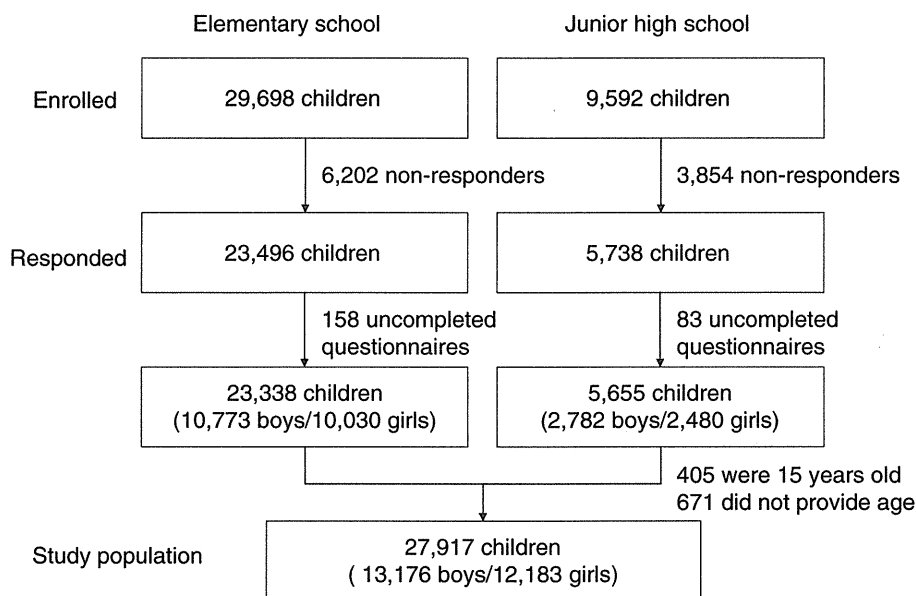 Elementary school
Junior high school
Enrolled
29,698 children
9,592 children
6,202 non-responders
3,854 non-responders
Responded
23,496 children
5,738 children
158 uncompleted
questionnaires
83 uncompleted
questionnaires
23,338 children
(10,773 boys/10,030 girls)
5,655 children
(2,782 boys/2,480 girls)
405 were 15 years old
671 did not provide age
Study population
27,917 children
( 13,176 boys/12,183 girls)